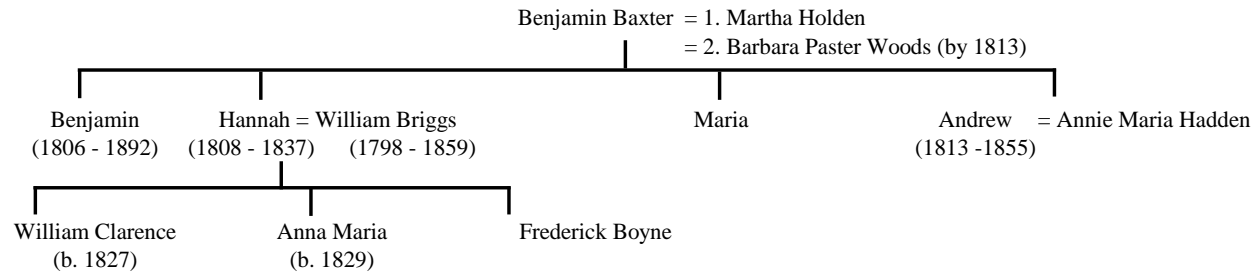 Benjamin Baxter = 1. Martha Holden
= 2. Barbara Paster Woods (by 1813)
Benjamin Hannah = William Briggs Maria Andrew = Annie Maria Hadden
(1806 - 1892) (1808 - 1837) (1798 - 1859) (1813 -1855)
William Clarence Anna Maria Frederick Boyne
(b. 1827) (b. 1829)